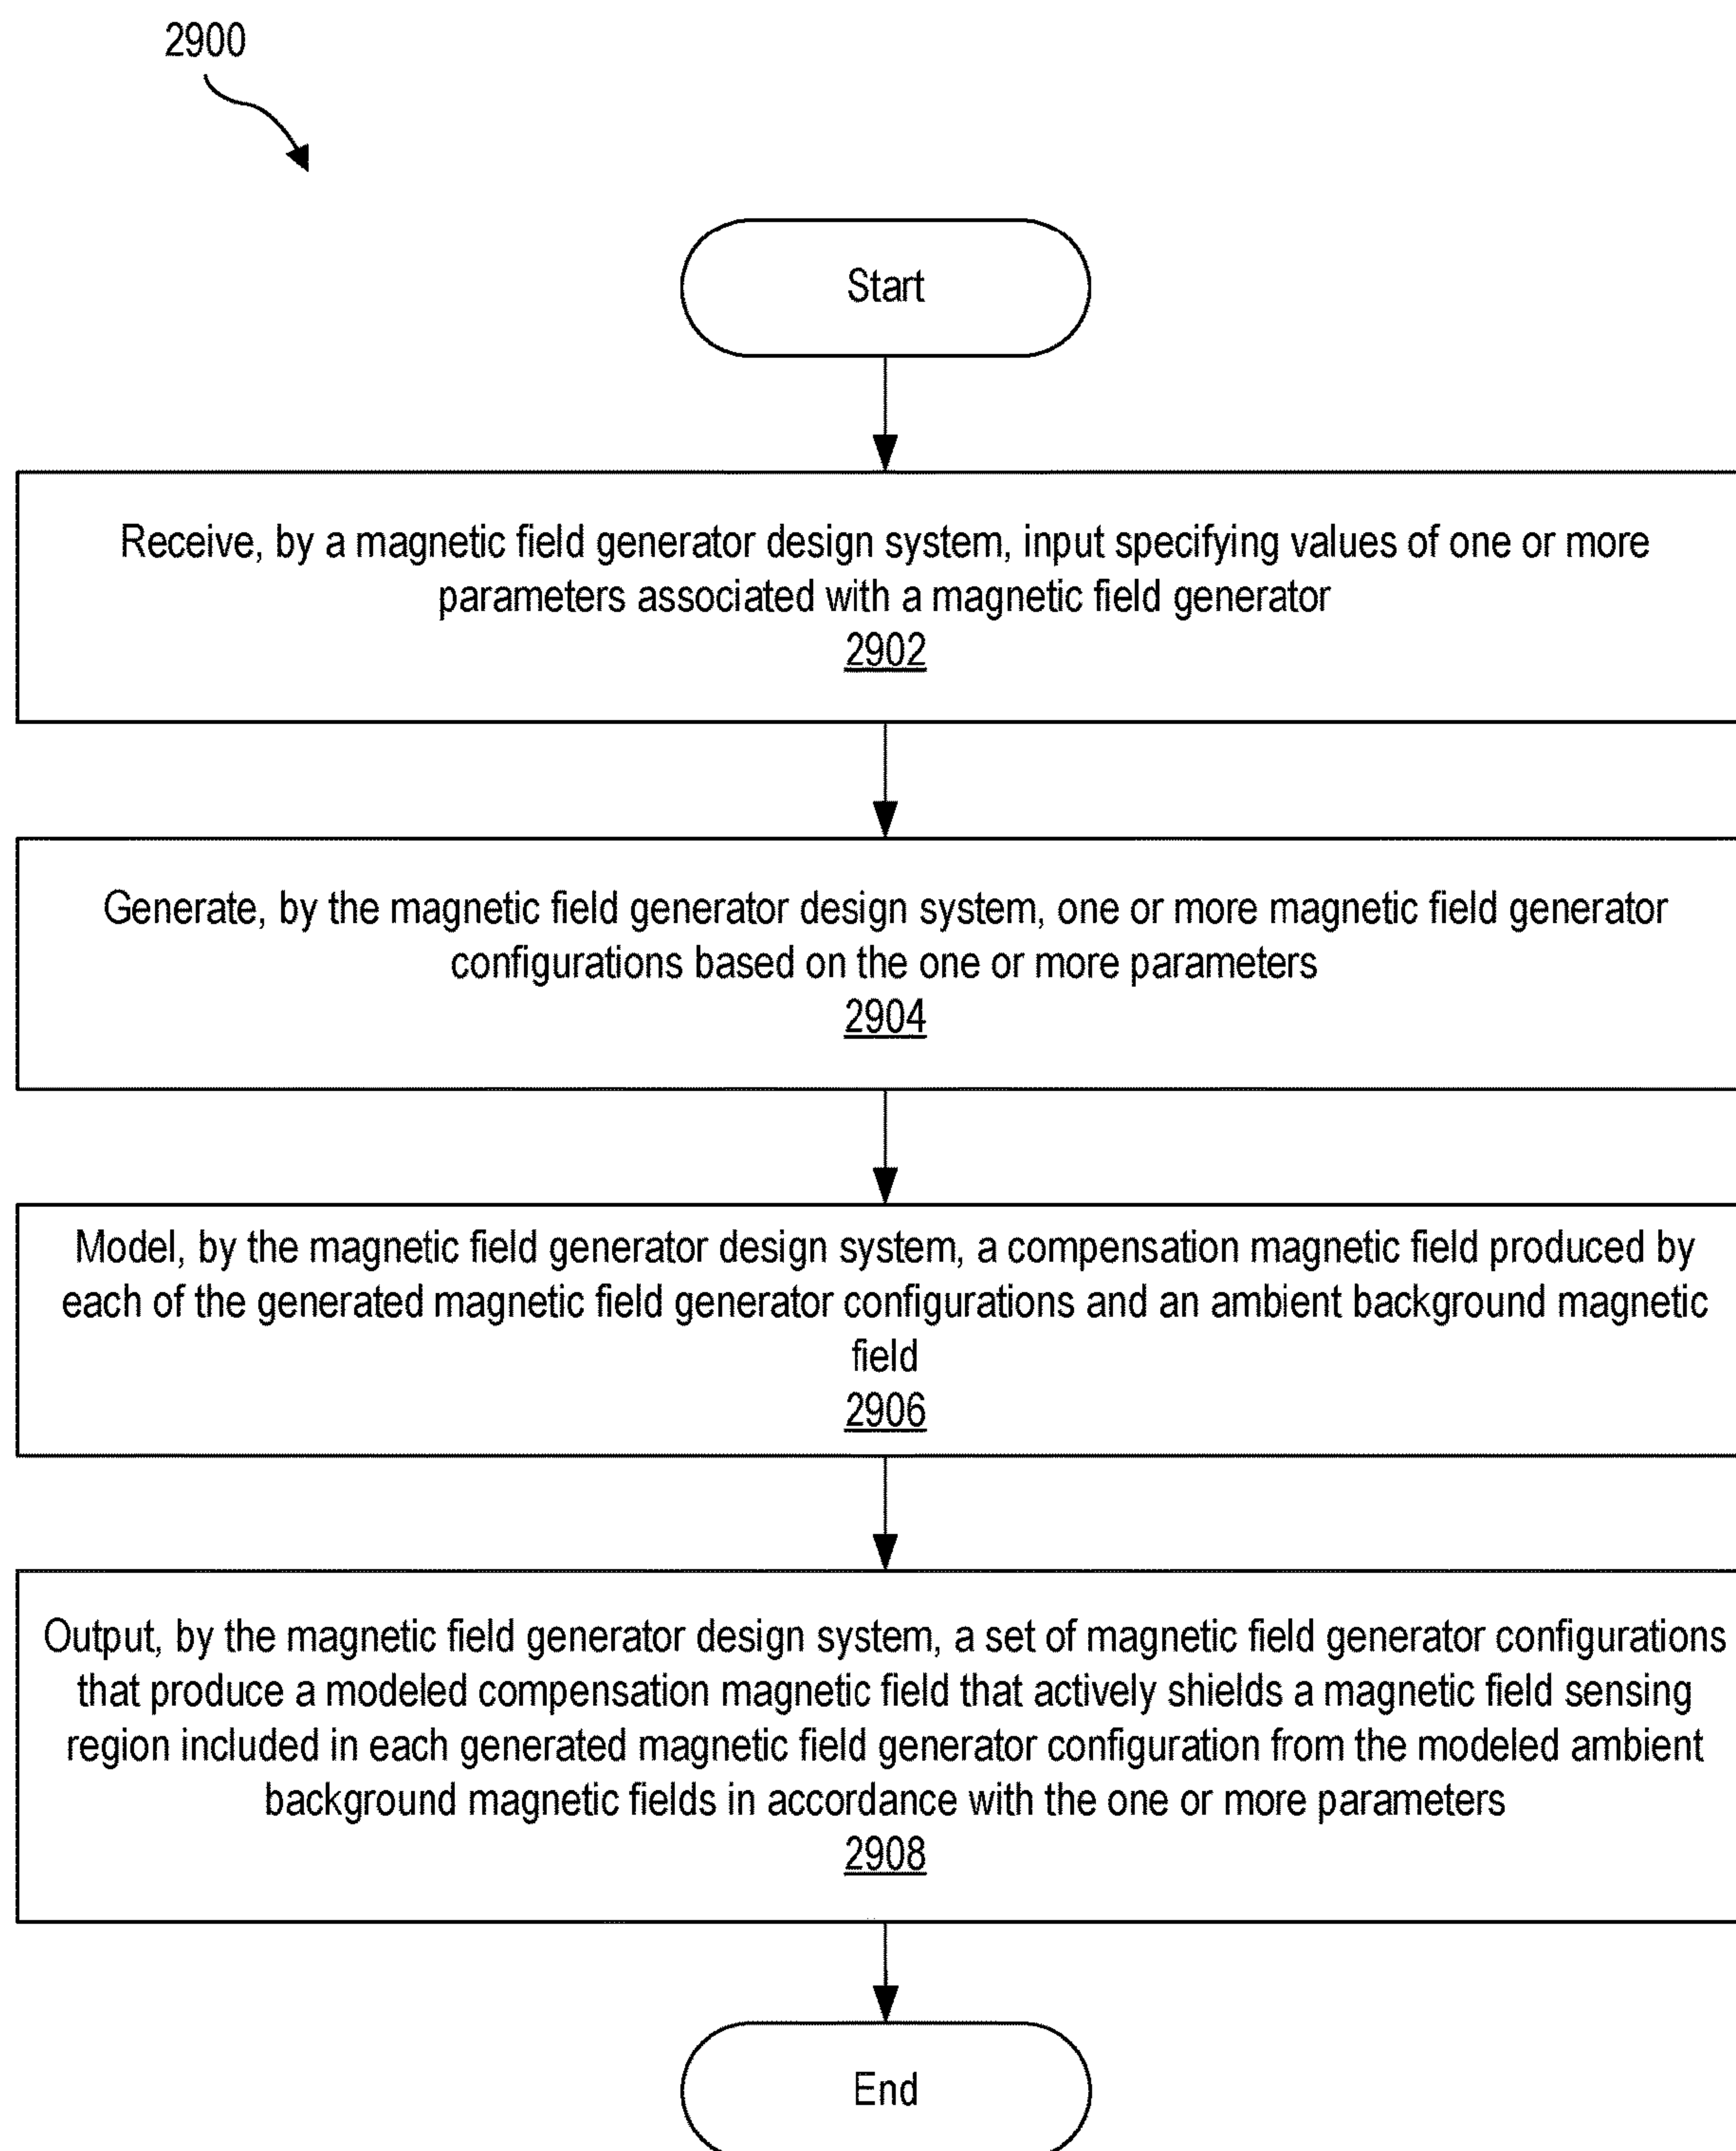 2900
Start
Receive, by a magnetic field generator design system, input specifying values of one or more
parameters associated with a magnetic field generator
2902
Generate, by the magnetic field generator design system, one or more magnetic field generator
configurations based on the one or more parameters
2904
Model, by the magnetic field generator design system, a compensation magnetic field produced by
each of the generated magnetic field generator configurations and an ambient background magnetic
field
2906
Output, by the magnetic field generator design system, a set of magnetic field generator configurations
that produce a modeled compensation magnetic field that actively shields a magnetic field sensing
region included in each generated magnetic field generator configuration from the modeled ambient
background magnetic fields in accordance with the one or more parameters
2908
End